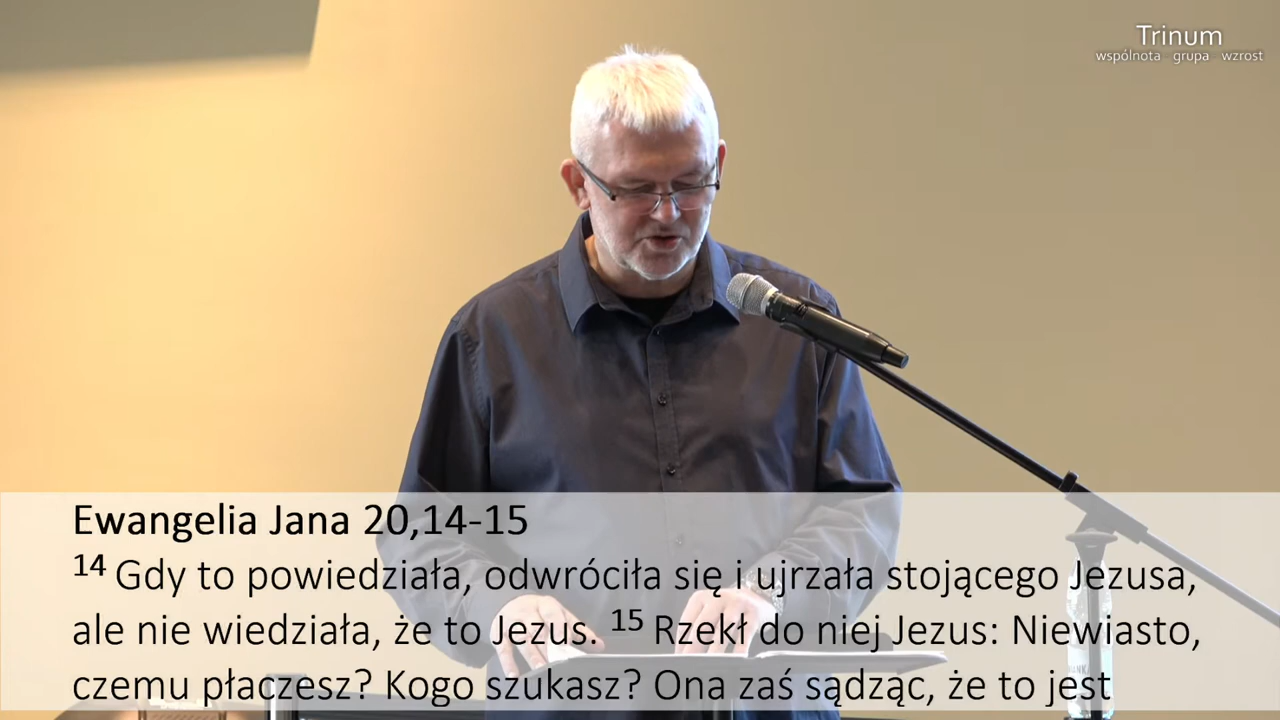 Trinum
wspólnota grupa wzrost
Ewangelia Jana 20,14-15
14 Gdy to powiedziała, odwróciła się i ujrzała stojącego Jezusa,
ale nie wiedziała, że to Jezus. 15 Rzekł do niej Jezus: Niewiasto,
czemu płaczesz? Kogo szukasz? Ona zaś sądząc, że to jest